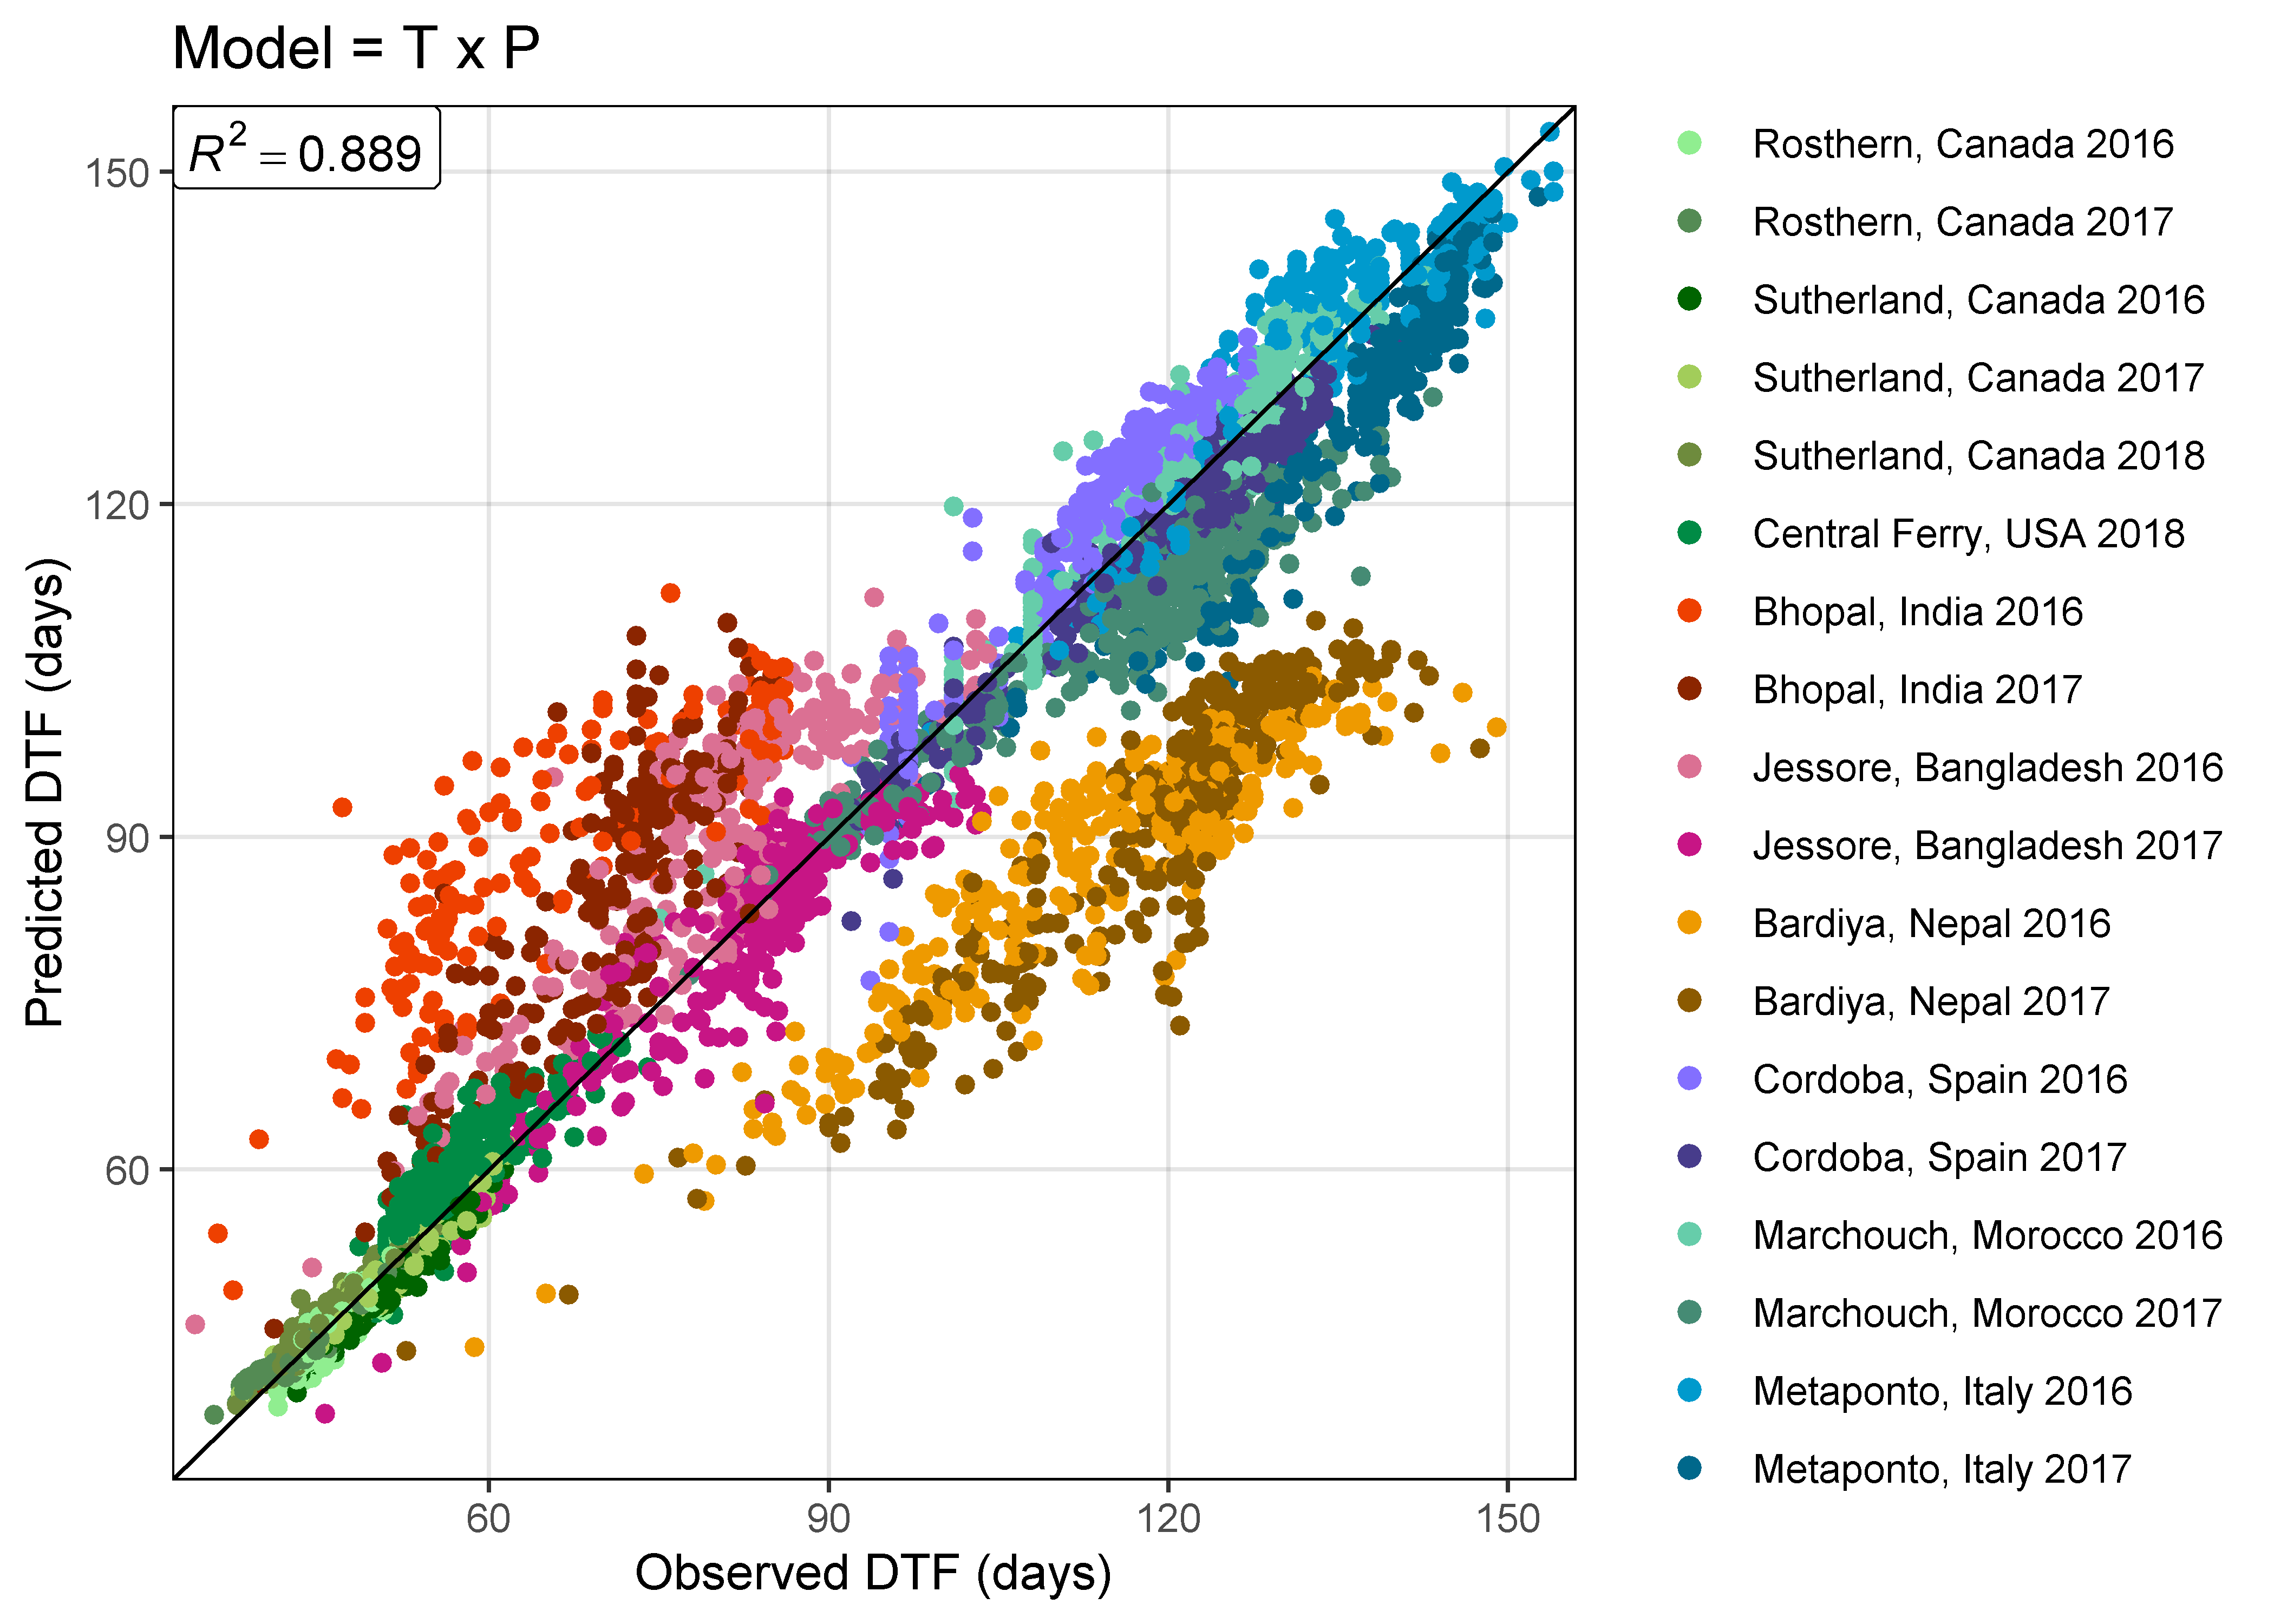 Model = T x P
R² = 0.889
150
120
90
60
60
90
120
150
Predicted DTF (days)
Observed DTF (days)
Rosthern, Canada 2016
Rosthern, Canada 2017
Sutherland, Canada 2016
Sutherland, Canada 2017
Sutherland, Canada 2018
Central Ferry, USA 2018
Bhopal, India 2016
Bhopal, India 2017
Jessore, Bangladesh 2016
Jessore, Bangladesh 2017
Bardiya, Nepal 2016
Bardiya, Nepal 2017
Cordoba, Spain 2016
Cordoba, Spain 2017
Marchouch, Morocco 2016
Marchouch, Morocco 2017
Metaponto, Italy 2016
Metaponto, Italy 2017